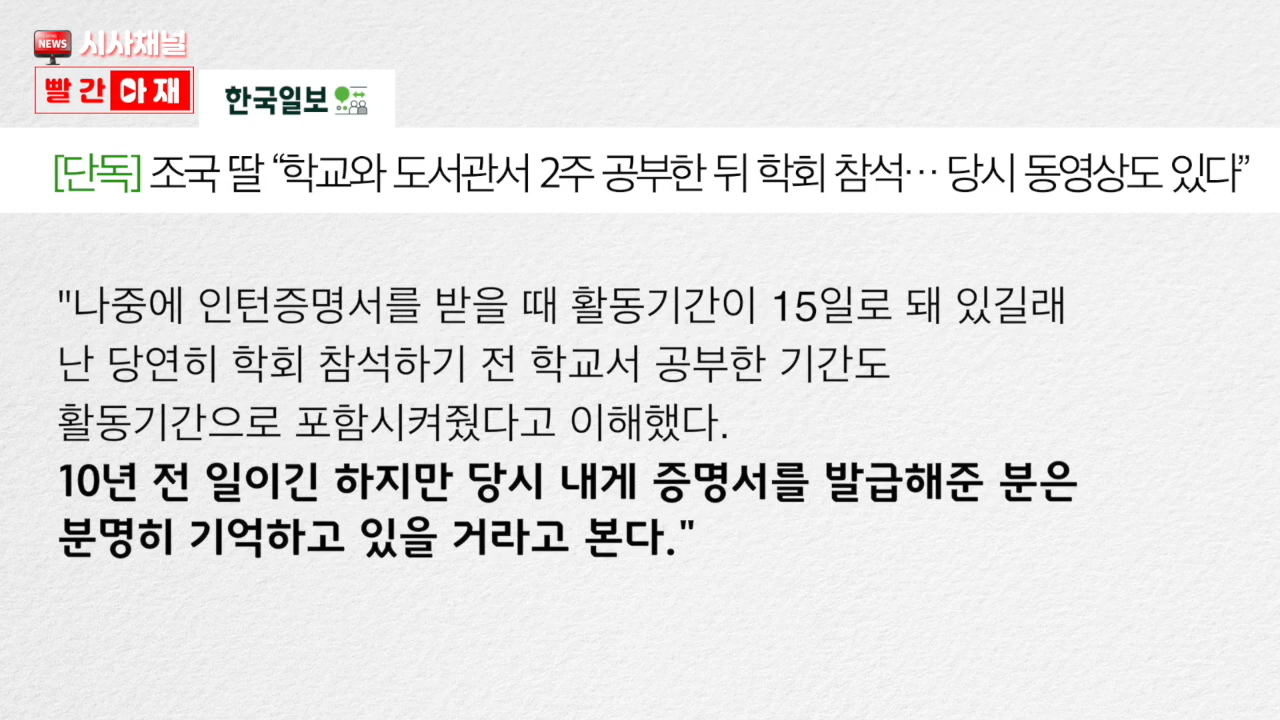 NEWS 시사채널
빨간아재
한국일보
[단독] 조국 딸 “학교와 도서관서 2주 공부한 뒤 학회 참석… 당시 동영상도 있다”
"나중에 인턴증명서를 받을 때 활동기간이 15일로 돼 있길래
난 당연히 학회 참석하기 전 학교서 공부한 기간도
활동기간으로 포함시켜줬다고 이해했다.
10년 전 일이긴 하지만 당시 내게 증명서를 발급해준 분은
분명히 기억하고 있을 거라고 본다."